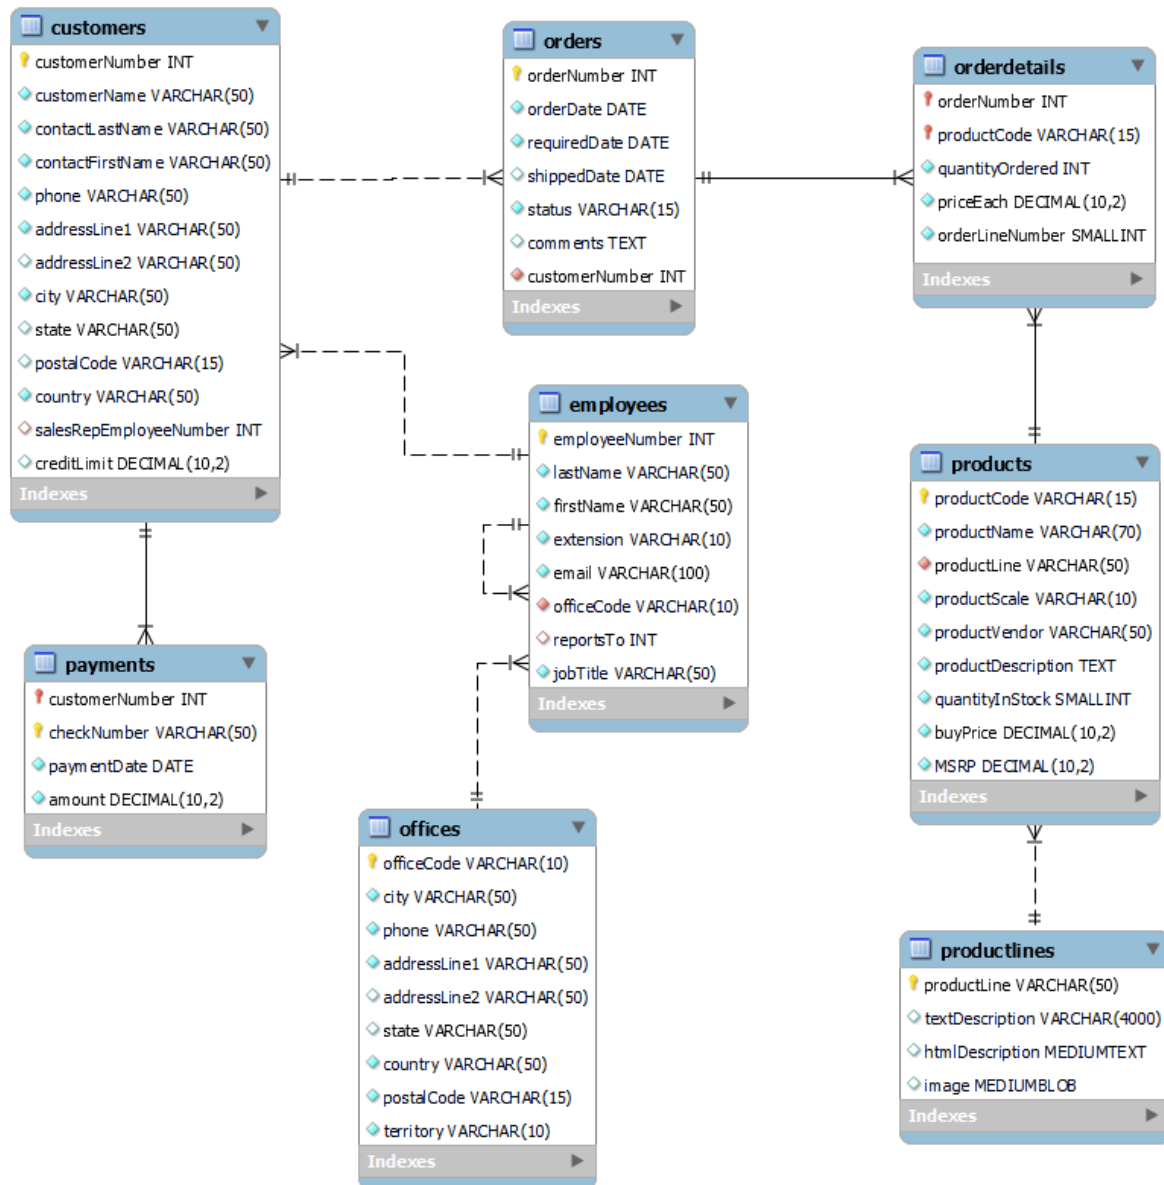 customers
customerNumber INT
customerName VARCHAR(50)
contactLastName VARCHAR(50)
contactFirstName VARCHAR(50)
phone VARCHAR(50)
addressLine1 VARCHAR(50)
addressLine2 VARCHAR(50)
city VARCHAR(50)
state VARCHAR(50)
postalCode VARCHAR(15)
country VARCHAR(50)
salesRepEmployeeNumber INT
creditLimit DECIMAL(10,2)
Indexes
orders
orderNumber INT
orderDate DATE
requiredDate DATE
shippedDate DATE
status VARCHAR(15)
comments TEXT
customerNumber INT
Indexes
orderdetails
orderNumber INT
productCode VARCHAR(15)
quantityOrdered INT
priceEach DECIMAL(10,2)
orderLineNumber SMALLINT
Indexes
employees
employeeNumber INT
lastName VARCHAR(50)
firstName VARCHAR(50)
extension VARCHAR(10)
email VARCHAR(100)
officeCode VARCHAR(10)
reportsTo INT
jobTitle VARCHAR(50)
Indexes
products
productCode VARCHAR(15)
productName VARCHAR(70)
productLine VARCHAR(50)
productScale VARCHAR(10)
productVendor VARCHAR(50)
productDescription TEXT
quantityInStock SMALLINT
buyPrice DECIMAL(10,2)
MSRP DECIMAL(10,2)
Indexes
payments
customerNumber INT
checkNumber VARCHAR(50)
paymentDate DATE
amount DECIMAL(10,2)
Indexes
offices
officeCode VARCHAR(10)
city VARCHAR(50)
phone VARCHAR(50)
addressLine1 VARCHAR(50)
addressLine2 VARCHAR(50)
state VARCHAR(50)
country VARCHAR(50)
postalCode VARCHAR(15)
territory VARCHAR(10)
Indexes
productlines
productLine VARCHAR(50)
textDescription VARCHAR(4000)
htmlDescription MEDIUMTEXT
image MEDIUMBLOB
Indexes